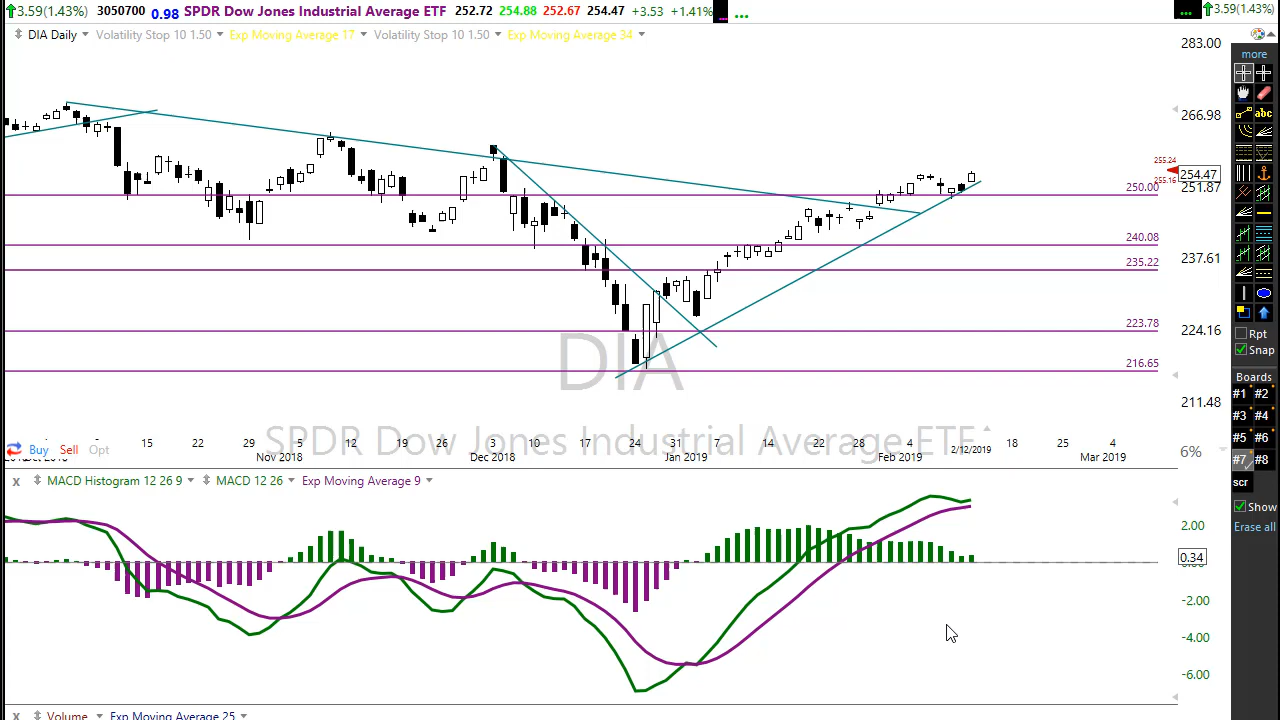 3.59(1.43%) 3050700 0.98 SPDR Dow Jones Industrial Average ETF 252.72 254.88 252.67 254.47 +3.53 +1.41% ... ... 3.59(1.43%)
DIA Daily Volatility Stop 10 1.50 Exp Moving Average 17 Volatility Stop 10 1.50 Exp Moving Average 34
283.00
more
266.98
abc
255.24
254.47
255.16
250.00
251.87
240.08
237.61
235.22
223.78
224.16
DIA
Rpt
Snap
216.65
Boards
#1 #2
211.48
#3 #4
SPDR Dow Jones Industrial Average ETF
15 22 29 5 12 19 26 3 10 17 24 31 7 14 22 28 4 18 25 4
#5 #6
Buy Sell Opt
6%
Oct 2018 Nov 2018 Dec 2018 Jan 2019 Feb 2019 2/12/2019 Mar 2019
#7 #8
x MACD Histogram 12 26 9 MACD 12 26 Exp Moving Average 9
scr
Show
2.00
Erase all
0.34
-2.00
-4.00
-6.00
x Volume Exp Moving Average 25